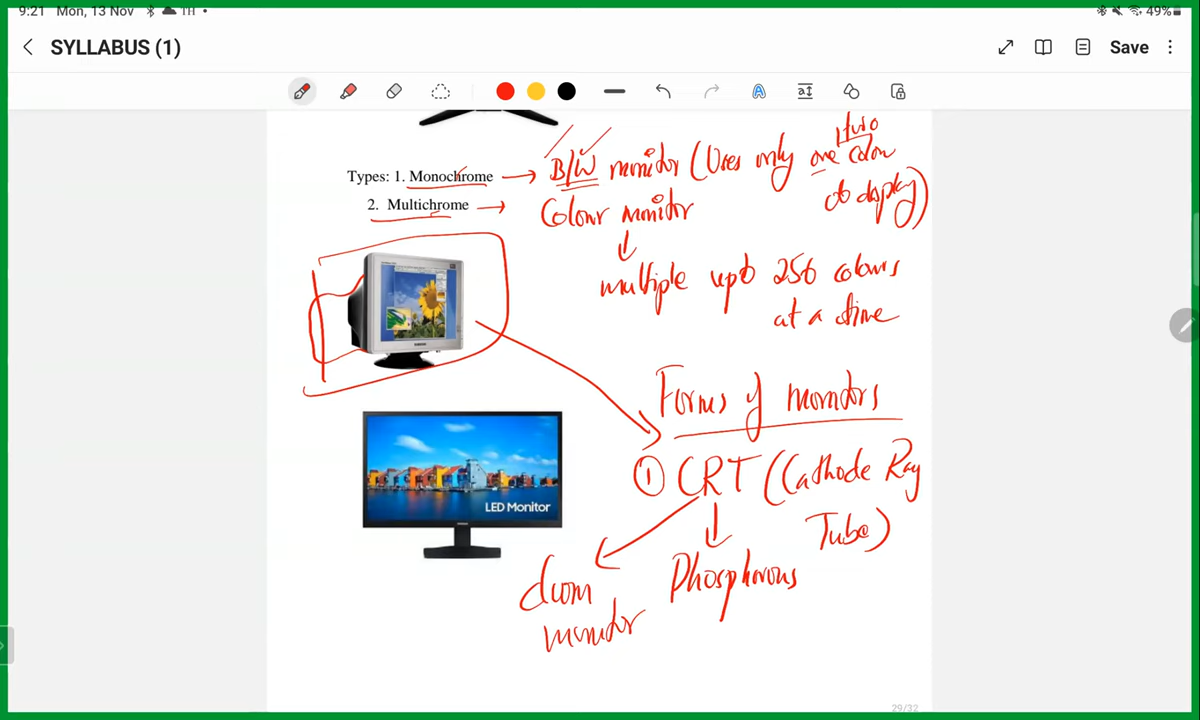 9:21 Mon, 13 Nov TH • 49%
SYLLABUS (1)
Save
two
Types: 1. Monochrome → B/W monitor (Uses only one colour
to display)
2. Multichrome → Colour monitor
multiple upto 256 colours
at a time
Forms of monitors
① CRT (Cathode Ray
Tube)
LED Monitor
Phosphorous
monitor
29/32